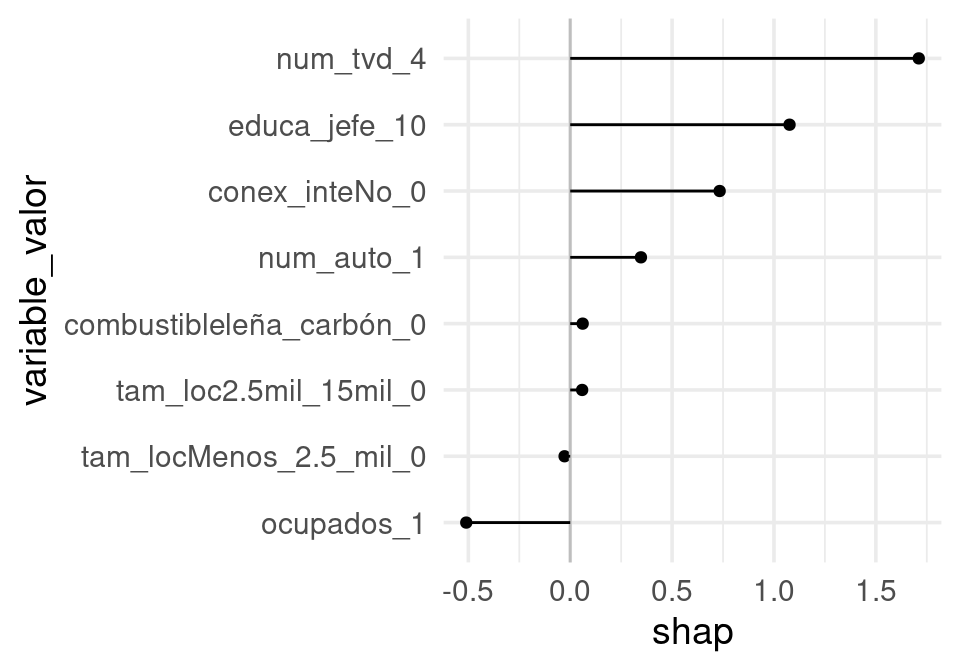 variable_valor
num_tvd_4
educa_jefe_10
conex_inteNo_0
num_auto_1
combustibleleña_carbón_0
tam_loc2.5mil_15mil_0
tam_locMenos_2.5_mil_0
ocupados_1
-0.5 0.0 0.5 1.0 1.5
shap